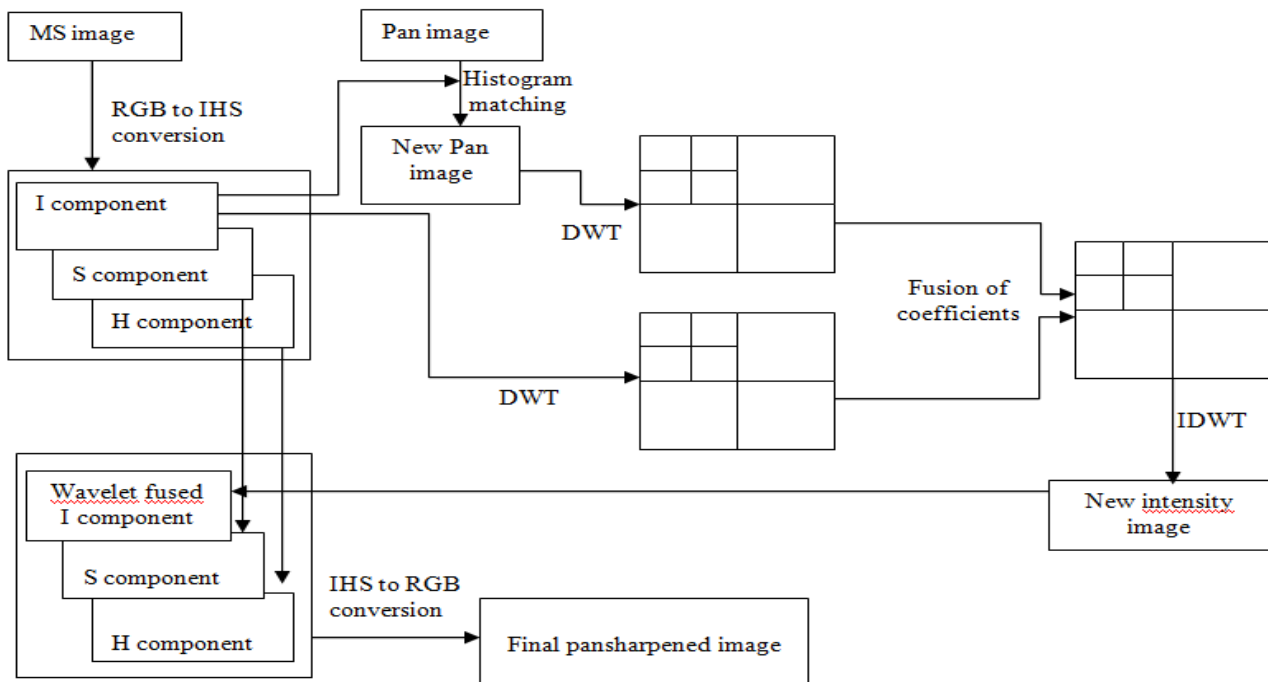 MS image
Pan image
RGB to IHS
conversion
Histogram
matching
New Pan
image
I component
S component
H component
DWT
DWT
Fusion of
coefficients
IDWT
Wavelet fused
I component
S component
H component
New intensity
image
IHS to RGB
conversion
Final pansharpened image